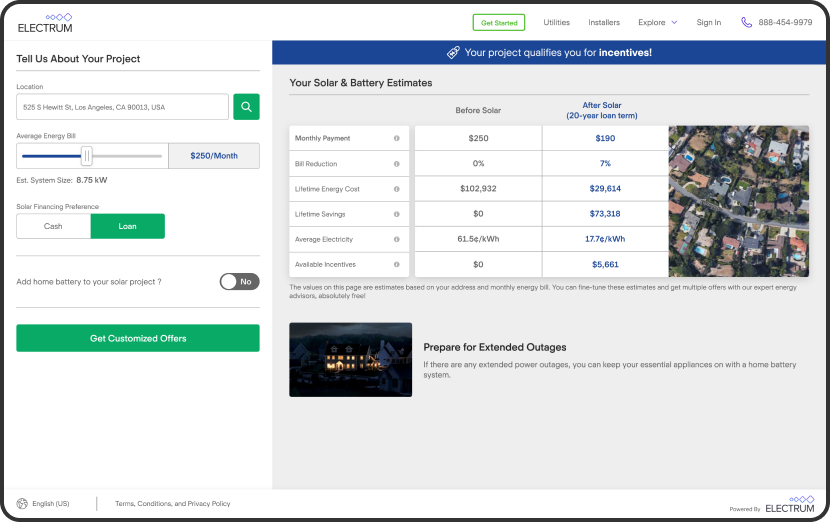 ELECTRUM
Get Started
Utilities
Installers
Explore
Sign In
888-454-9979
Tell Us About Your Project
Location
525 S Hewitt St, Los Angeles, CA 90013, USA
Average Energy Bill
$250/Month
Est. System Size: 8.75 kW
Solar Financing Preference
Cash
Loan
Add home battery to your solar project ?
No
Get Customized Offers
Your project qualifies you for incentives!
Your Solar & Battery Estimates
Before Solar
After Solar
(20-year loan term)
Monthly Payment $250 $190
Bill Reduction 0% 7%
Lifetime Energy Cost $102,932 $29,614
Lifetime Savings $0 $73,318
Average Electricity 61.5¢/kWh 17.7¢/kWh
Available Incentives $0 $5,661
The values on this page are estimates based on your address and monthly energy bill. You can fine-tune these estimates and get multiple offers with our expert energy
advisors, absolutely free!
Prepare for Extended Outages
If there are any extended power outages, you can keep your essential appliances on with a home battery
system.
English (US)
Terms, Conditions, and Privacy Policy
Powered By ELECTRUM